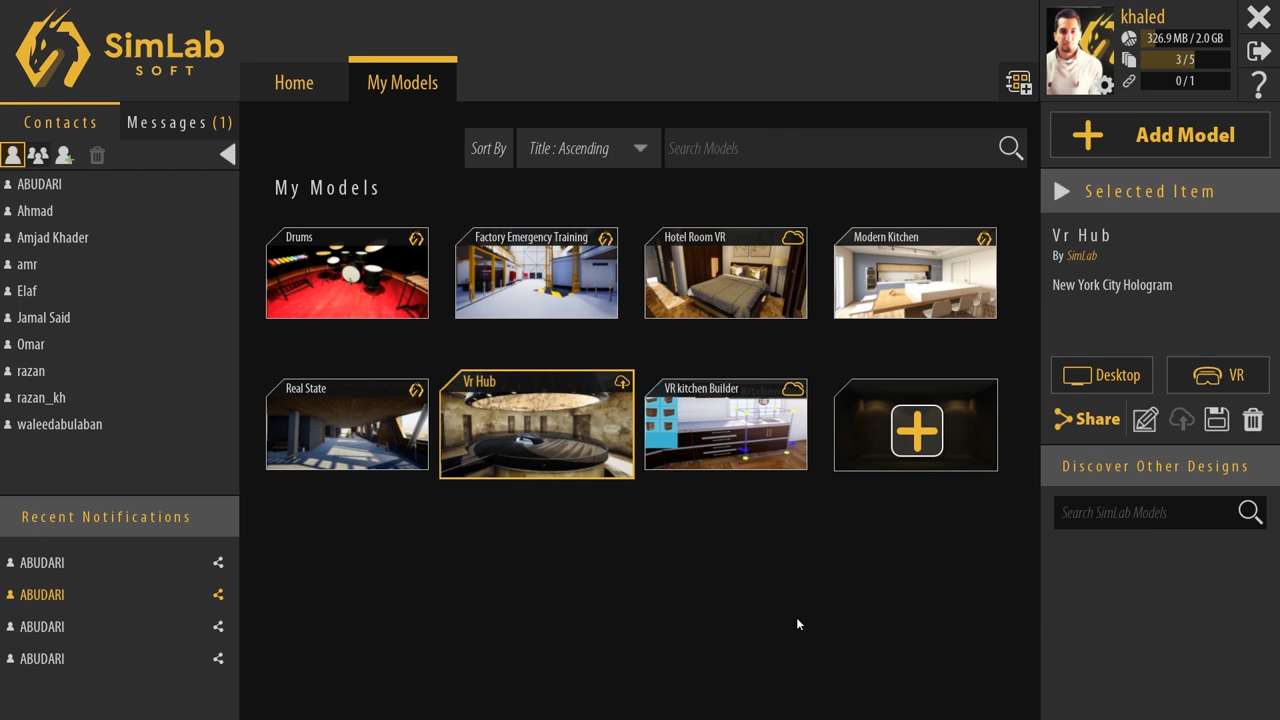 SimLab
SOFT
Home
My Models
khaled
326.9 MB / 2.0 GB
3 / 5
0 / 1
Contacts
Messages (1)
ABUDARI
Ahmad
Amjad Khader
amr
Elaf
Jamal Said
Omar
razan
razan_kh
waleedabulaban
Recent Notifications
ABUDARI
ABUDARI
ABUDARI
ABUDARI
Sort By
Title : Ascending
Search Models
My Models
Drums
Factory Emergency Training
Hotel Room VR
Modern Kitchen
Real State
Vr Hub
VR kitchen Builder
Add Model
Selected Item
Vr Hub
By SimLab
New York City Hologram
Desktop
VR
Share
Discover Other Designs
Search SimLab Models